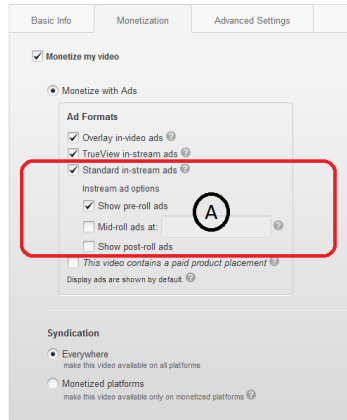 Basic Info Monetization Advanced Settings
Monetize my video
Monetize with Ads
Ad Formats
Overlay in-video ads ?
TrueView in-stream ads ?
Standard in-stream ads ?
Instream ad options
Show pre-roll ads
A
Mid-roll ads at: ?
Show post-roll ads
This video contains a paid product placement ?
Display ads are shown by default. ?
Syndication
Everywhere
make this video available on all platforms
Monetized platforms
make this video available only on monetized platforms ?